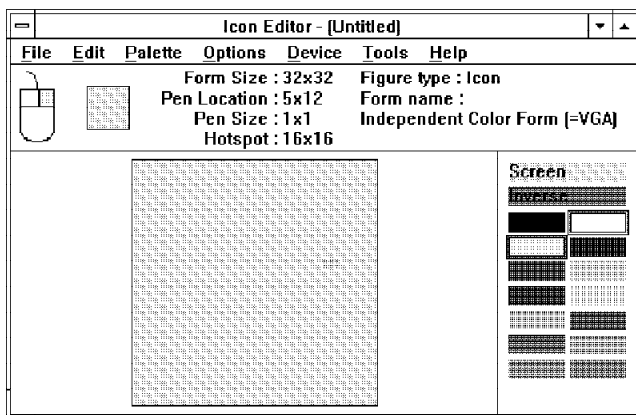 Icon Editor - (Untitled)
File Edit Palette Options Device Tools Help
Form Size : 32x32 Figure type : Icon
Pen Location : 5x12 Form name :
Pen Size : 1x1 Independent Color Form (=VGA)
Hotspot : 16x16
Screen
Inverse